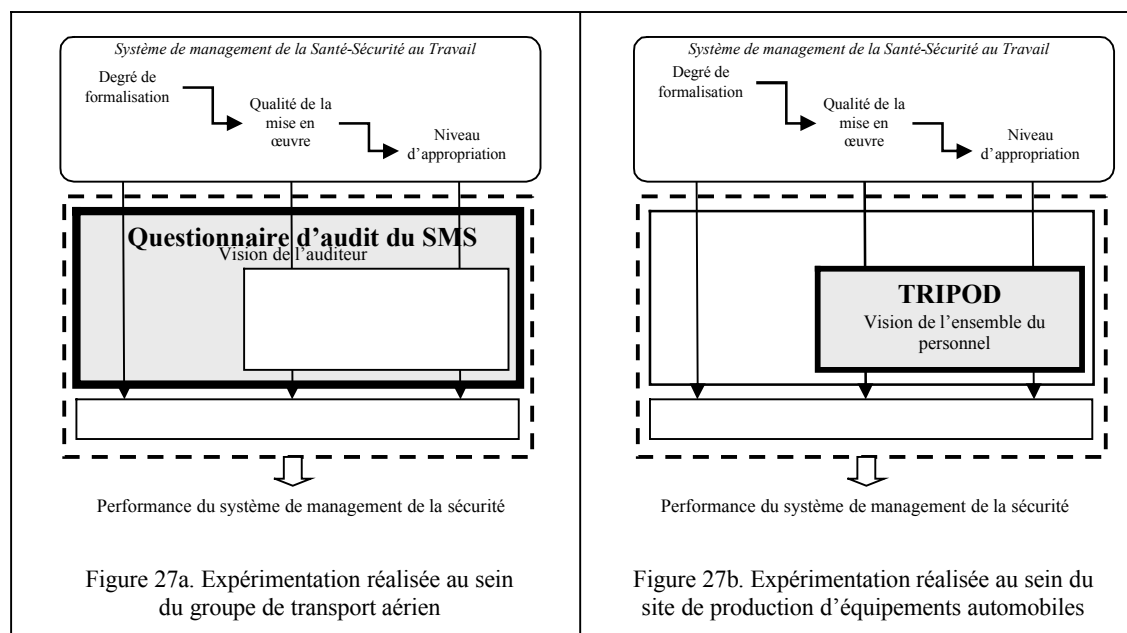 Système de management de la Santé-Sécurité au Travail
Degré de
formalisation
Qualité de la
mise en
œuvre
Niveau
d’appropriation
Questionnaire d’audit du SMS
Vision de l’auditeur
Performance du système de management de la sécurité
Figure 27a. Expérimentation réalisée au sein
du groupe de transport aérien
Système de management de la Santé-Sécurité au Travail
Degré de
formalisation
Qualité de la
mise en
œuvre
Niveau
d’appropriation
TRIPOD
Vision de l’ensemble du
personnel
Performance du système de management de la sécurité
Figure 27b. Expérimentation réalisée au sein du
site de production d’équipements automobiles